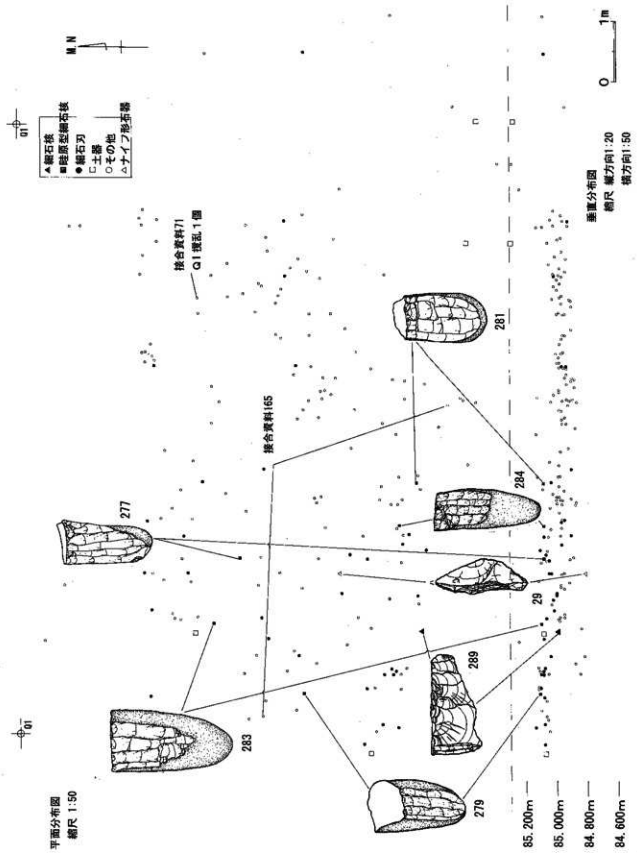 平面分布図
縮尺 1:50
Q1
Q1
M.N
▲細石核
■畦原型細石核
●細石刃
□土器
○その他
△ナイフ形石器
接合資料71
Q1 撹乱 1個
接合資料165
277
283
281
284
29
289
279
85.200m
85.000m
84.800m
84.600m
垂直分布図
縮尺 縦方向1:20
横方向1:50
0
1m